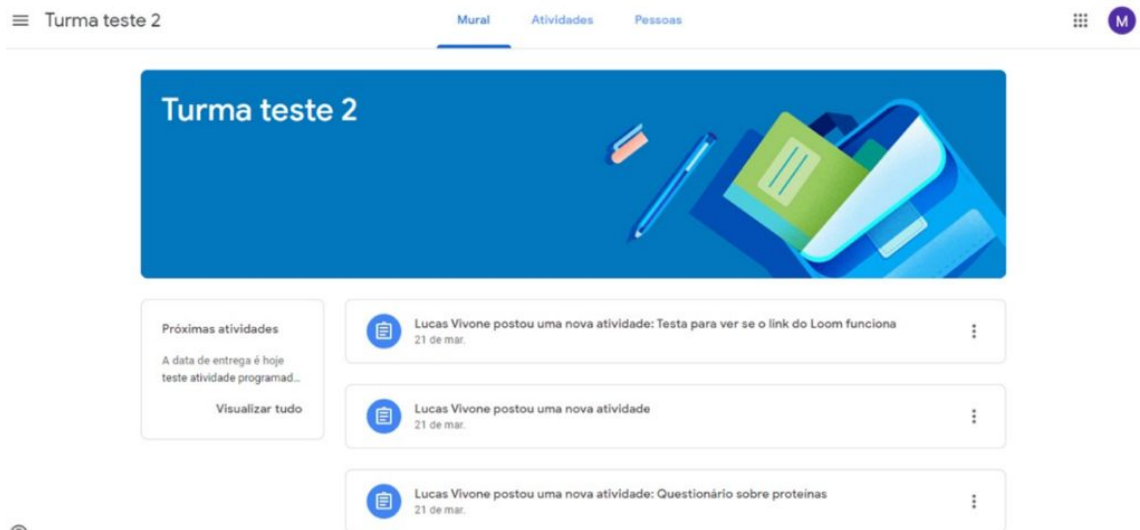 Turma teste 2
Mural Atividades Pessoas
M
Turma teste 2
Próximas atividades
A data de entrega é hoje
teste atividade programad...
Visualizar tudo
Lucas Vivone postou uma nova atividade: Testa para ver se o link do Loom funciona
21 de mar.
Lucas Vivone postou uma nova atividade
21 de mar.
Lucas Vivone postou uma nova atividade: Questionário sobre proteínas
21 de mar.